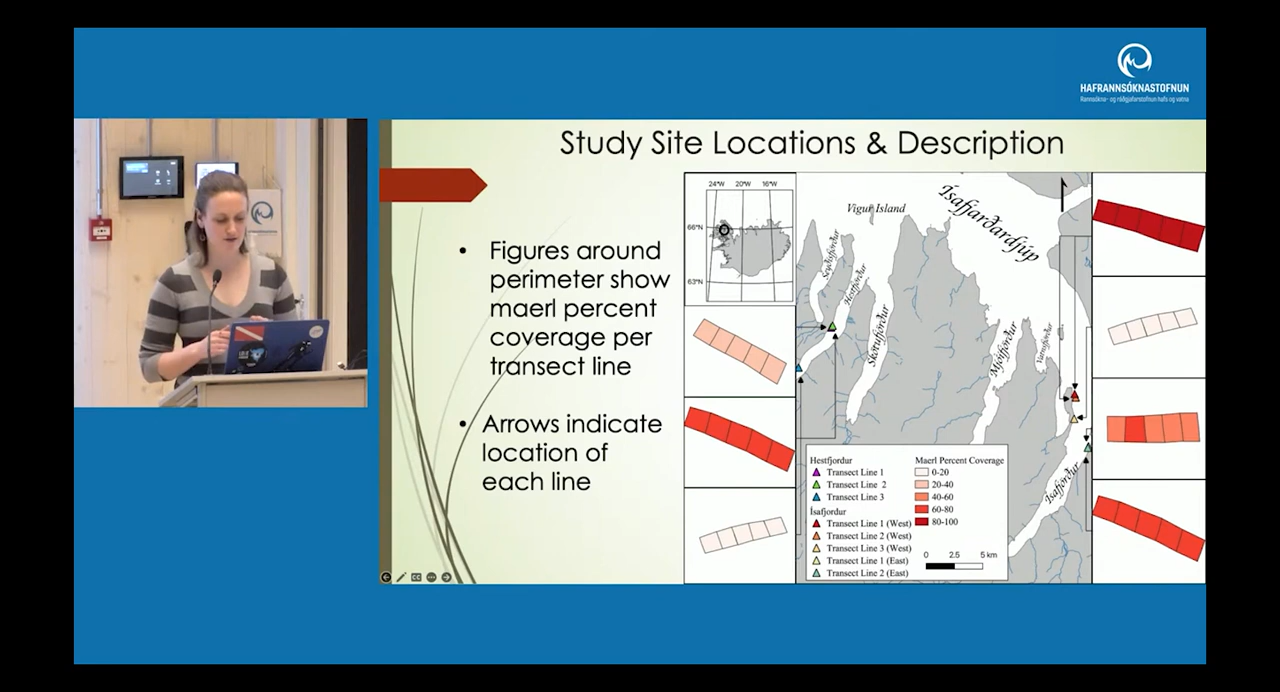 HAFRANNSÓKNASTOFNUN
Rannsókna- og ráðgjafarstofnun hafs og vatna
Study Site Locations & Description
• Figures around
perimeter show
maerl percent
coverage per
transect line
• Arrows indicate
location of
each line
24°W 20°W 16°W
66°N
63°N
Vigur Island
Ísafjarðardjúp
Seyðisfjörður
Hestfjörður
Skötufjörður
Mjóifjörður
Vatnsfjörður
Ísafjörður
Hestfjordur
Transect Line 1
Transect Line 2
Transect Line 3
Ísafjordur
Transect Line 1 (West)
Transect Line 2 (West)
Transect Line 3 (West)
Transect Line 1 (East)
Transect Line 2 (East)
Maerl Percent Coverage
0-20
20-40
40-60
60-80
80-100
0 2.5 5 km
CC